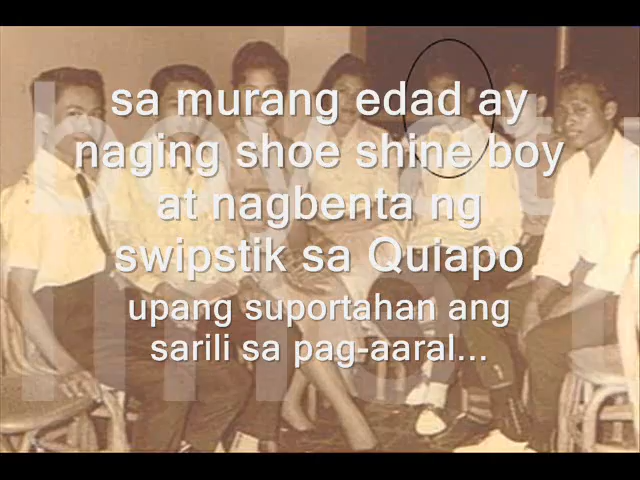 sa murang edad ay
naging shoe shine boy
at nagbenta ng
swipstik sa Quiapo
upang suportahan ang
sarili sa pag-aaral...